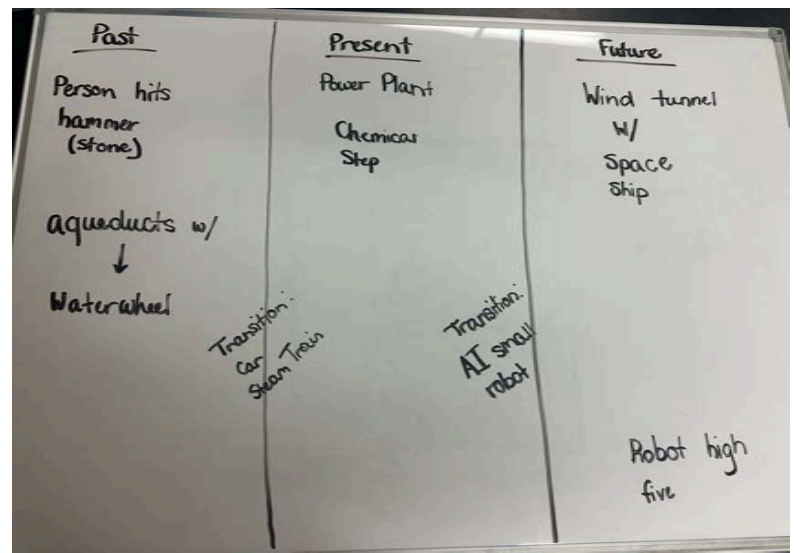 Past
Person hits
hammer
(stone)
aqueducts w/
↓
Waterwheel
Transition:
car
Steam Train
Present
Power Plant
Chemical
Step
Transition:
AI small
robot
Future
Wind tunnel
w/
Space
Ship
Robot high
five